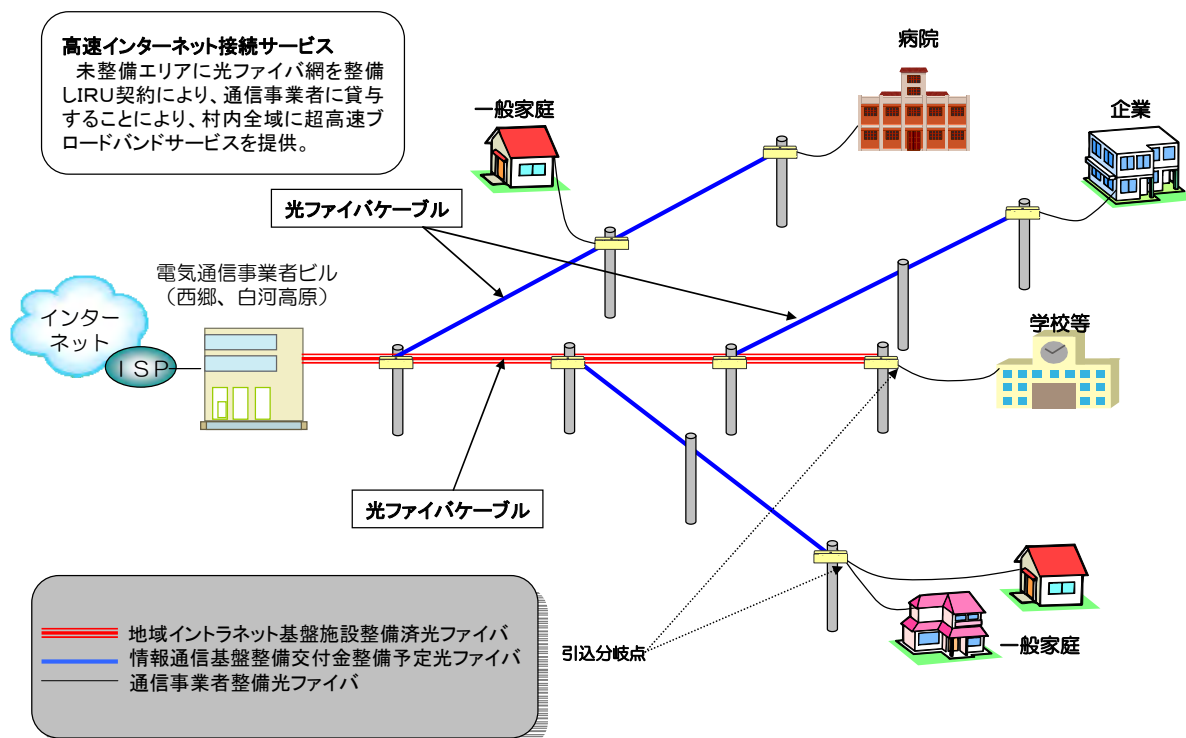 高速インターネット接続サービス
未整備エリアに光ファイバ網を整備
しIRU契約により、通信事業者に貸与
することにより、村内全域に超高速ブ
ロードバンドサービスを提供。
病院
一般家庭
企業
光ファイバケーブル
電気通信事業者ビル
（西郷、白河高原）
インター
ネット
ISP
学校等
光ファイバケーブル
地域イントラネット基盤施設整備済光ファイバ
情報通信基盤整備交付金整備予定光ファイバ
通信事業者整備光ファイバ
引込分岐点
一般家庭